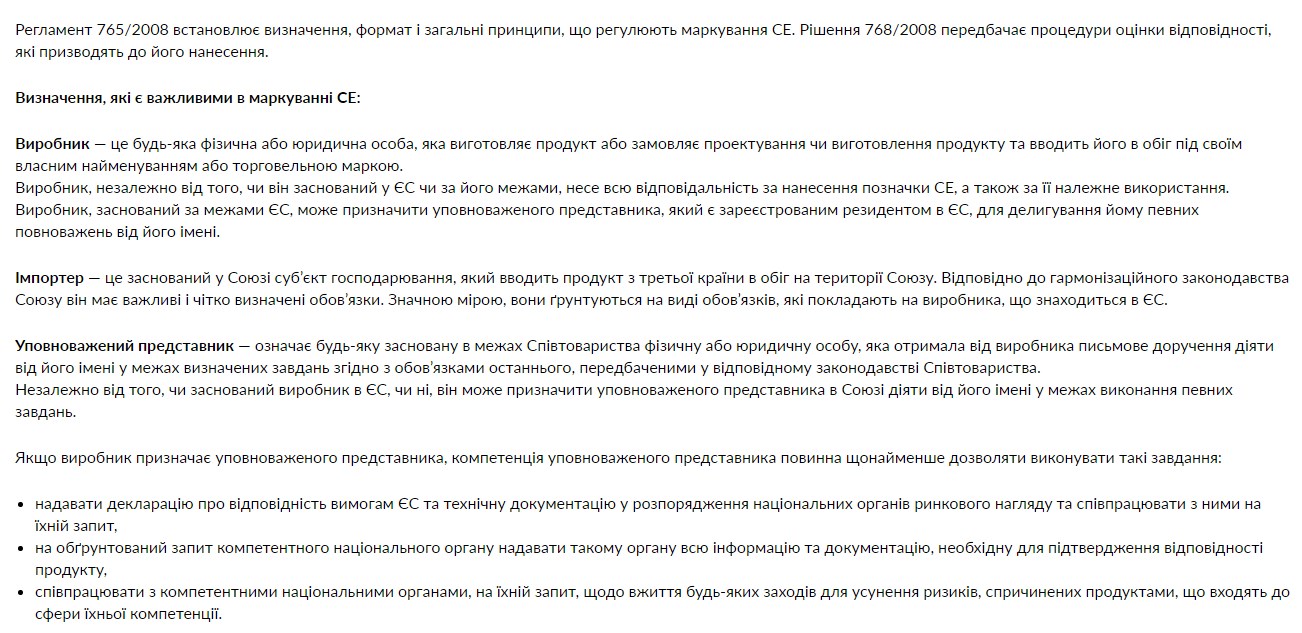 Регламент 765/2008 встановлює визначення, формат і загальні принципи, що регулюють маркування СЕ. Рішення 768/2008 передбачає процедури оцінки відповідності,
які призводять до його нанесення.
Визначення, які є важливими в маркуванні СЕ:
Виробник — це будь-яка фізична або юридична особа, яка виготовляє продукт або замовляє проектування чи виготовлення продукту та вводить його в обіг під своїм
власним найменуванням або торговельною маркою.
Виробник, незалежно від того, чи він заснований у ЄС чи за його межами, несе всю відповідальність за нанесення позначки СЕ, а також за її належне використання.
Виробник, заснований за межами ЄС, може призначити уповноваженого представника, який є зареєстрованим резидентом в ЄС, для делигування йому певних
повноважень від його імені.
Імпортер — це заснований у Союзі суб’єкт господарювання, який вводить продукт з третьої країни в обіг на території Союзу. Відповідно до гармонізаційного законодавства
Союзу він має важливі і чітко визначені обов’язки. Значною мірою, вони ґрунтуються на виді обов’язків, які покладають на виробника, що знаходиться в ЄС.
Уповноважений представник — означає будь-яку засновану в межах Співтовариства фізичну або юридичну особу, яка отримала від виробника письмове доручення діяти
від його імені у межах визначених завдань згідно з обов’язками останнього, передбаченими у відповідному законодавстві Співтовариства.
Незалежно від того, чи заснований виробник в ЄС, чи ні, він може призначити уповноваженого представника в Союзі діяти від його імені у межах виконання певних
завдань.
Якщо виробник призначає уповноваженого представника, компетенція уповноваженого представника повинна щонайменше дозволяти виконувати такі завдання:
• надавати декларацію про відповідність вимогам ЄС та технічну документацію у розпорядження національних органів ринкового нагляду та співпрацювати з ними на
їхній запит,
• на обґрунтований запит компетентного національного органу надавати такому органу всю інформацію та документацію, необхідну для підтвердження відповідності
продукту,
• співпрацювати з компетентними національними органами, на їхній запит, щодо вжиття будь-яких заходів для усунення ризиків, спричинених продуктами, що входять до
сфери їхньої компетенції.